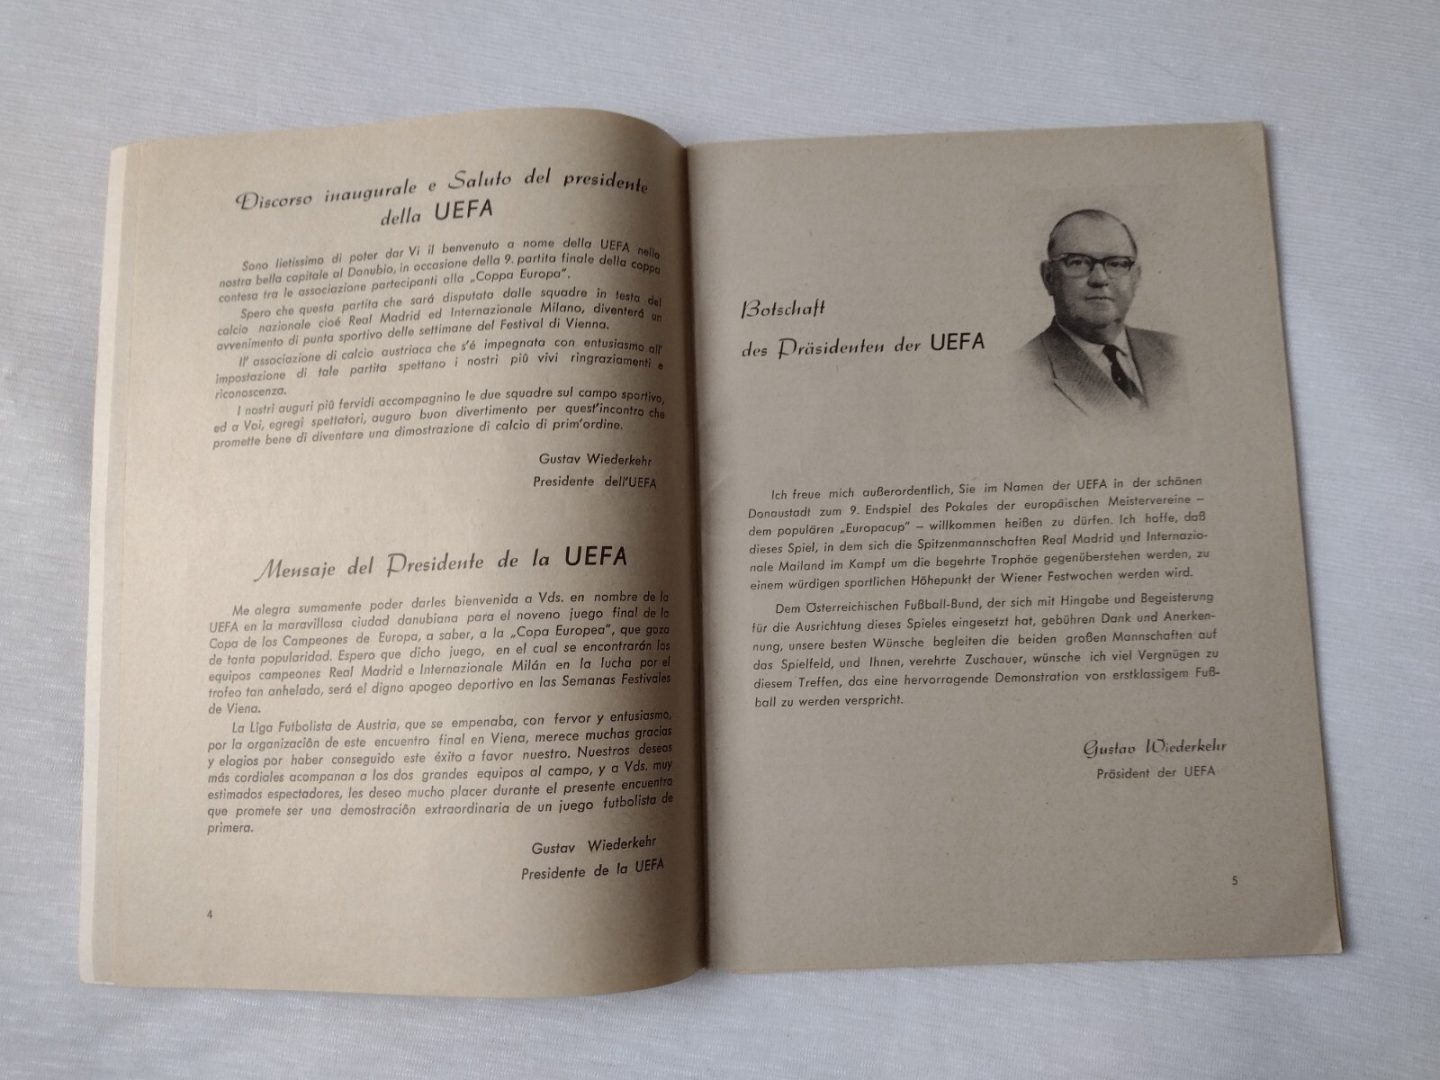 Discorso inaugurale e Saluto del presidente
della UEFA
Sono lietissimo di poter dar Vi il benvenuto a nome della UEFA nella
nostra bella capitale al Danubio, in occasione della 9. partita finale della coppa
contesa tra le associazione partecipanti alla „Coppa Europa“.
Spero che questa partita che sará disputata dalle squadre in testa del
calcio nazionale cioé Real Madrid ed Internazionale Milano, diventerá un
avvenimento di punta sportivo delle settimane del Festival di Vienna.
Il' associazione di calcio austriaca che s'é impegnata con entusiasmo all'
impostazione di tale partita spettano i nostri piû vivi ringraziamenti e
riconoscenza.
I nostri auguri piû fervidi accompagnino le due squadre sul campo sportivo,
ed a Voi, egregi spettatori, auguro buon divertimento per quest'incontro che
promette bene di diventare una dimostrazione di calcio di prim'ordine.
Gustav Wiederkehr
Presidente dell'UEFA
Mensaje del Presidente de la UEFA
Me alegra sumamente poder darles bienvenida a Vds. en nombre de la
UEFA en la maravillosa ciudad danubiana para el noveno juego final de la
Copa de los Campeones de Europa, a saber, a la „Copa Europea“, que goza
de tanta popularidad. Espero que dicho juego, en el cual se encontrarán los
equipos campeones Real Madrid e Internazionale Milán en la lucha por el
trofeo tan anhelado, será el digno apogeo deportivo en las Semanas Festivales
de Viena.
La Liga Futbolista de Austria, que se empenaba, con fervor y entusiasmo,
por la organizaciôn de este encuentro final en Viena, merece muchas gracias
y elogios por haber conseguido este éxito a favor nuestro. Nuestros deseos
más cordiales acompanan a los dos grandes equipos al campo, y a Vds. muy
estimados espectadores, les deseo mucho placer durante el presente encuentro
que promete ser una demostraciôn extraordinaria de un juego futbolista de
primera.
Gustav Wiederkehr
Presidente de la UEFA
4
Botschaft
des Präsidenten der UEFA
Ich freue mich außerordentlich, Sie im Namen der UEFA in der schönen
Donaustadt zum 9. Endspiel des Pokales der europäischen Meistervereine –
dem populären „Europacup“ – willkommen heißen zu dürfen. Ich hoffe, daß
dieses Spiel, in dem sich die Spitzenmannschaften Real Madrid und Internazio-
nale Mailand im Kampf um die begehrte Trophäe gegenüberstehen werden, zu
einem würdigen sportlichen Höhepunkt der Wiener Festwochen werden wird.
Dem Österreichischen Fußball-Bund, der sich mit Hingabe und Begeisterung
für die Ausrichtung dieses Spieles eingesetzt hat, gebühren Dank und Anerken-
nung, unsere besten Wünsche begleiten die beiden großen Mannschaften auf
das Spielfeld, und Ihnen, verehrte Zuschauer, wünsche ich viel Vergnügen zu
diesem Treffen, das eine hervorragende Demonstration von erstklassigem Fuß-
ball zu werden verspricht.
Gustav Wiederkehr
Präsident der UEFA
5